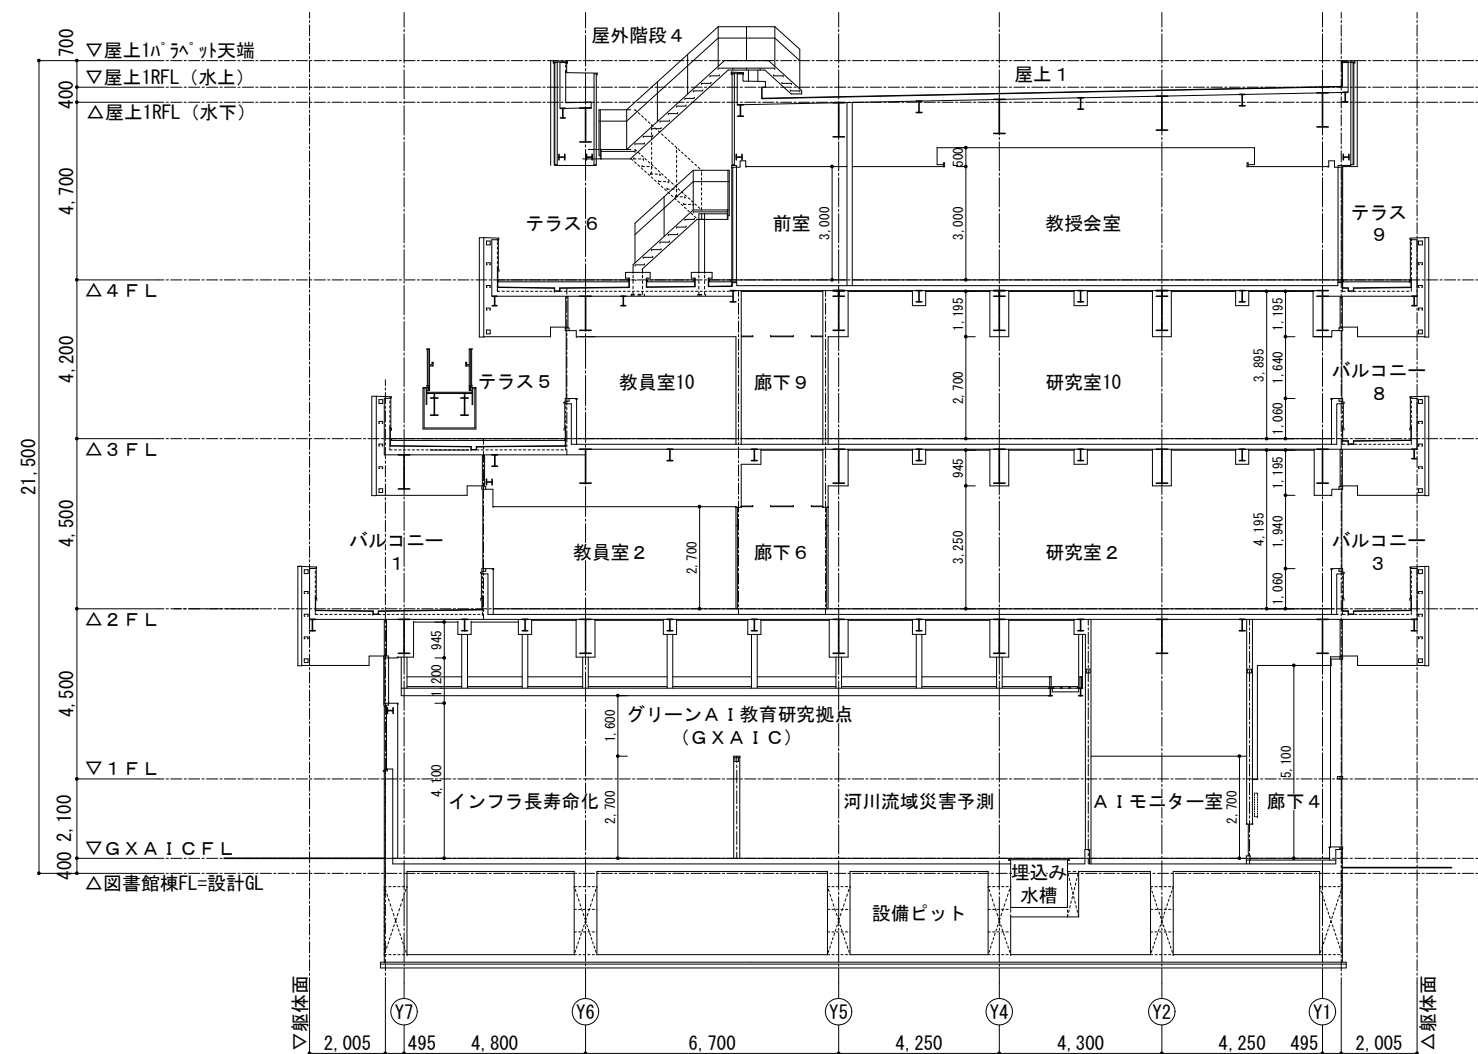 屋外階段４
700
▽屋上1ﾊﾟﾗﾍﾟｯﾄ天端
▽屋上1RFL（水上）
屋上１
400
△屋上1RFL（水下）
4,700
500
テラス６
前室
3,000
3,000
教授会室
テラス
９
△４ＦＬ
1,195
1,195
4,200
テラス５
教員室10
廊下９
2,700
研究室10
3,895
1,640
バルコニー
８
1,060
△３ＦＬ
21,500
945
1,195
4,500
バルコニー
１
教員室２
2,700
廊下６
3,250
研究室２
4,195
1,940
バルコニー
３
1,060
△２ＦＬ
945
1,200
4,500
グリーンＡＩ教育研究拠点
（ＧＸＡＩＣ）
1,600
▽１ＦＬ
4,100
5,100
2,100
インフラ長寿命化
2,700
河川流域災害予測
ＡＩモニター室
2,700
廊下４
▽ＧＸＡＩＣＦＬ
400
△図書館棟FL=設計GL
埋込み
水槽
設備ピット
▽躯体面
Y7
Y6
Y5
Y4
Y2
Y1
△躯体面
2,005
495
4,800
6,700
4,250
4,300
4,250
495
2,005